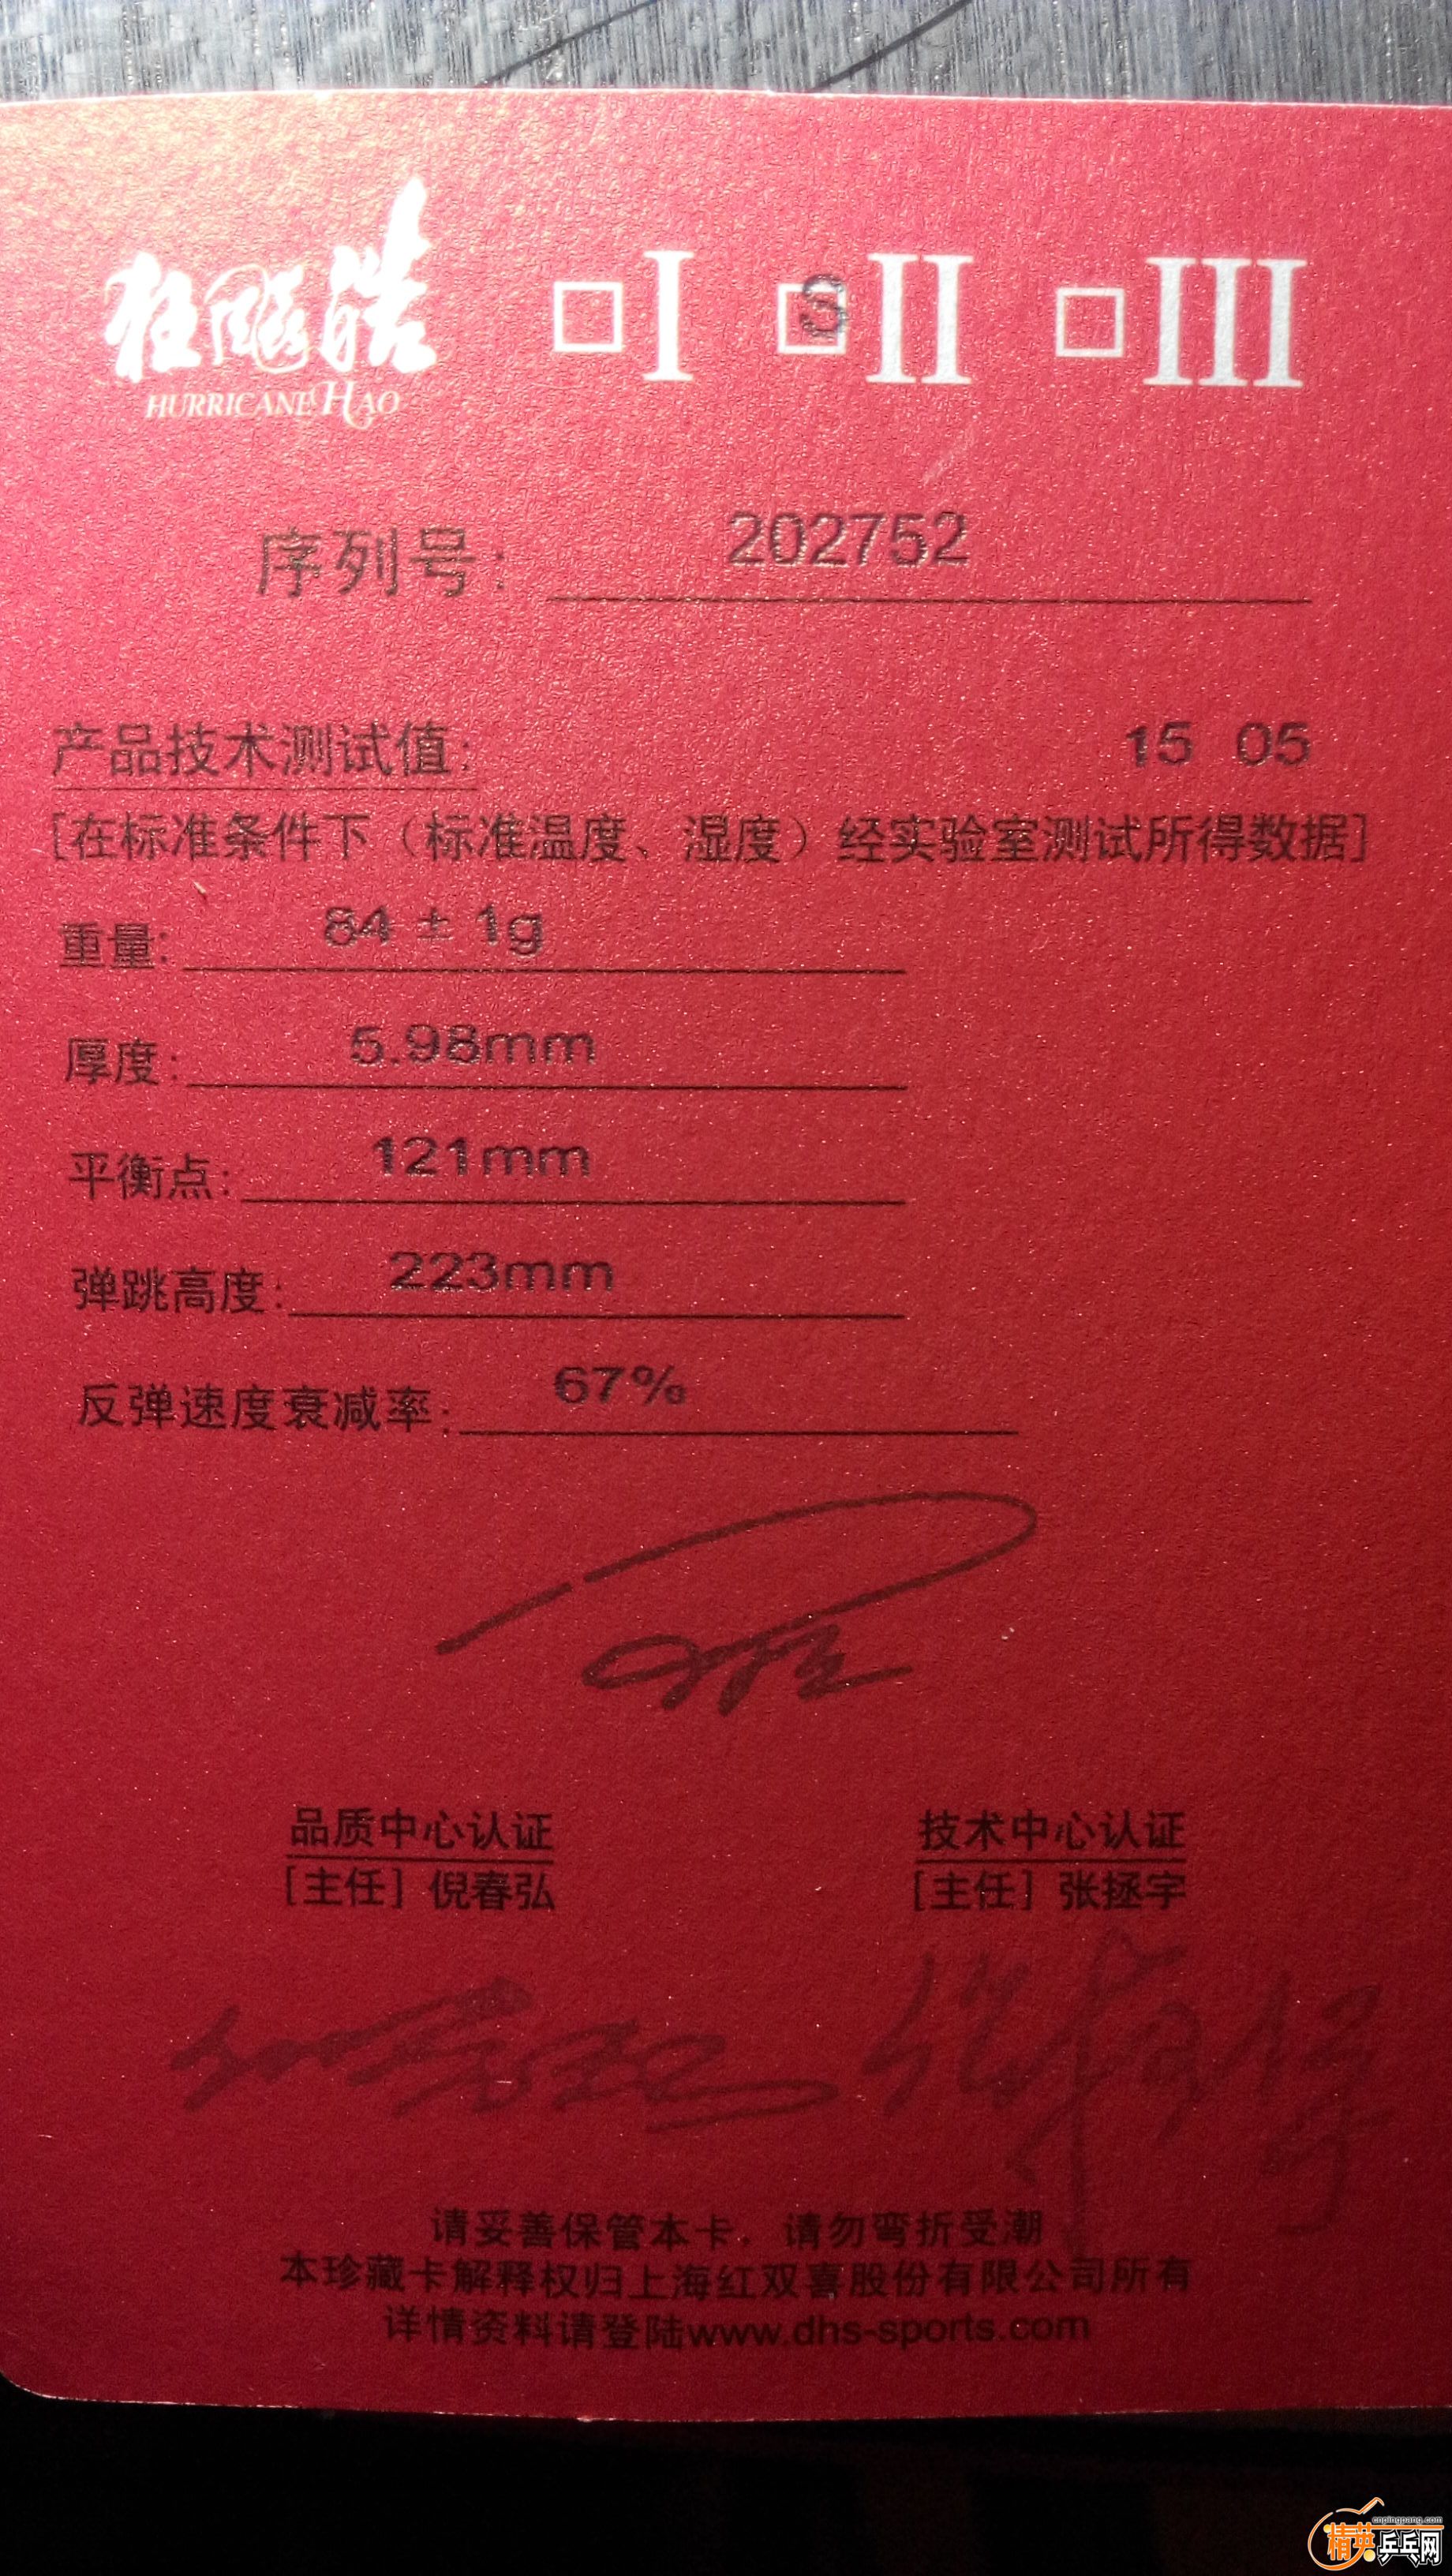 狂飚皓 □I □S II □III
HURRICANE HAO
序列号: 202752
产品技术测试值: 15 05
[在标准条件下（标准温度、湿度）经实验室测试所得数据]
重量: 84 ± 1g
厚度: 5.98mm
平衡点: 121mm
弹跳高度: 223mm
反弹速度衰减率: 67%
品质中心认证 技术中心认证
[主任] 倪春弘 [主任] 张拯宇
请妥善保管本卡，请勿弯折受潮
本珍藏卡解释权归上海红双喜股份有限公司所有
详情资料请登陆www.dhs-sports.com
cnpingpang.com
精英乒乓网